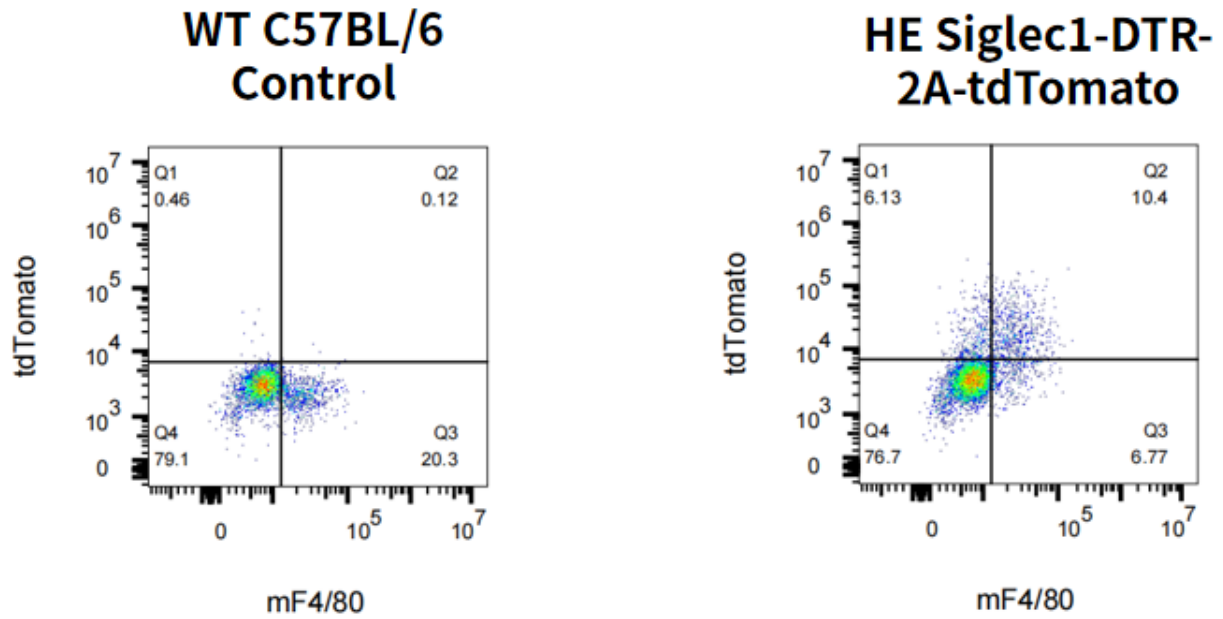 WT C57BL/6
Control
tdTomato
10^7
10^6
10^5
10^4
10^3
0
Q1
0.46
Q2
0.12
Q4
79.1
Q3
20.3
0
10^5
10^7
mF4/80
HE Siglec1-DTR-
2A-tdTomato
tdTomato
10^7
10^6
10^5
10^4
10^3
0
Q1
6.13
Q2
10.4
Q4
76.7
Q3
6.77
0
10^5
10^7
mF4/80